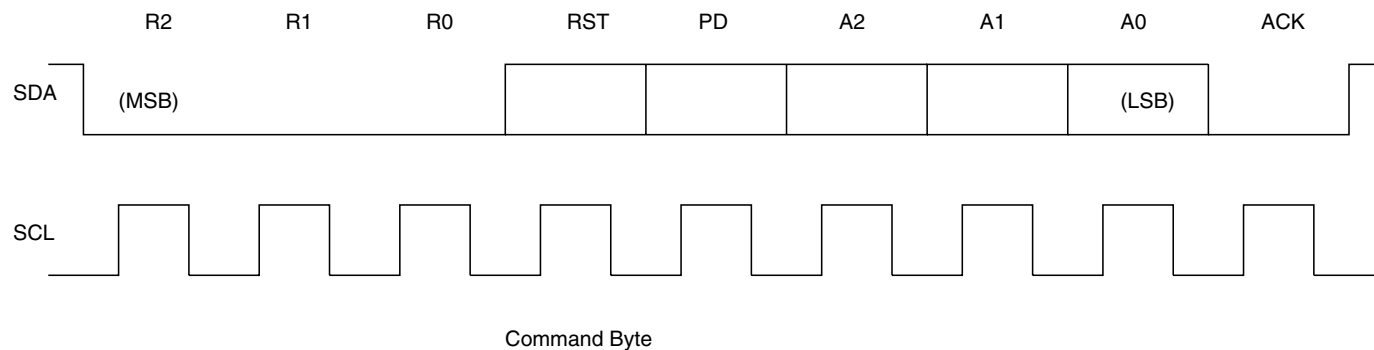 R2 R1 R0 RST PD A2 A1 A0 ACK
SDA (MSB) (LSB)
SCL
Command Byte